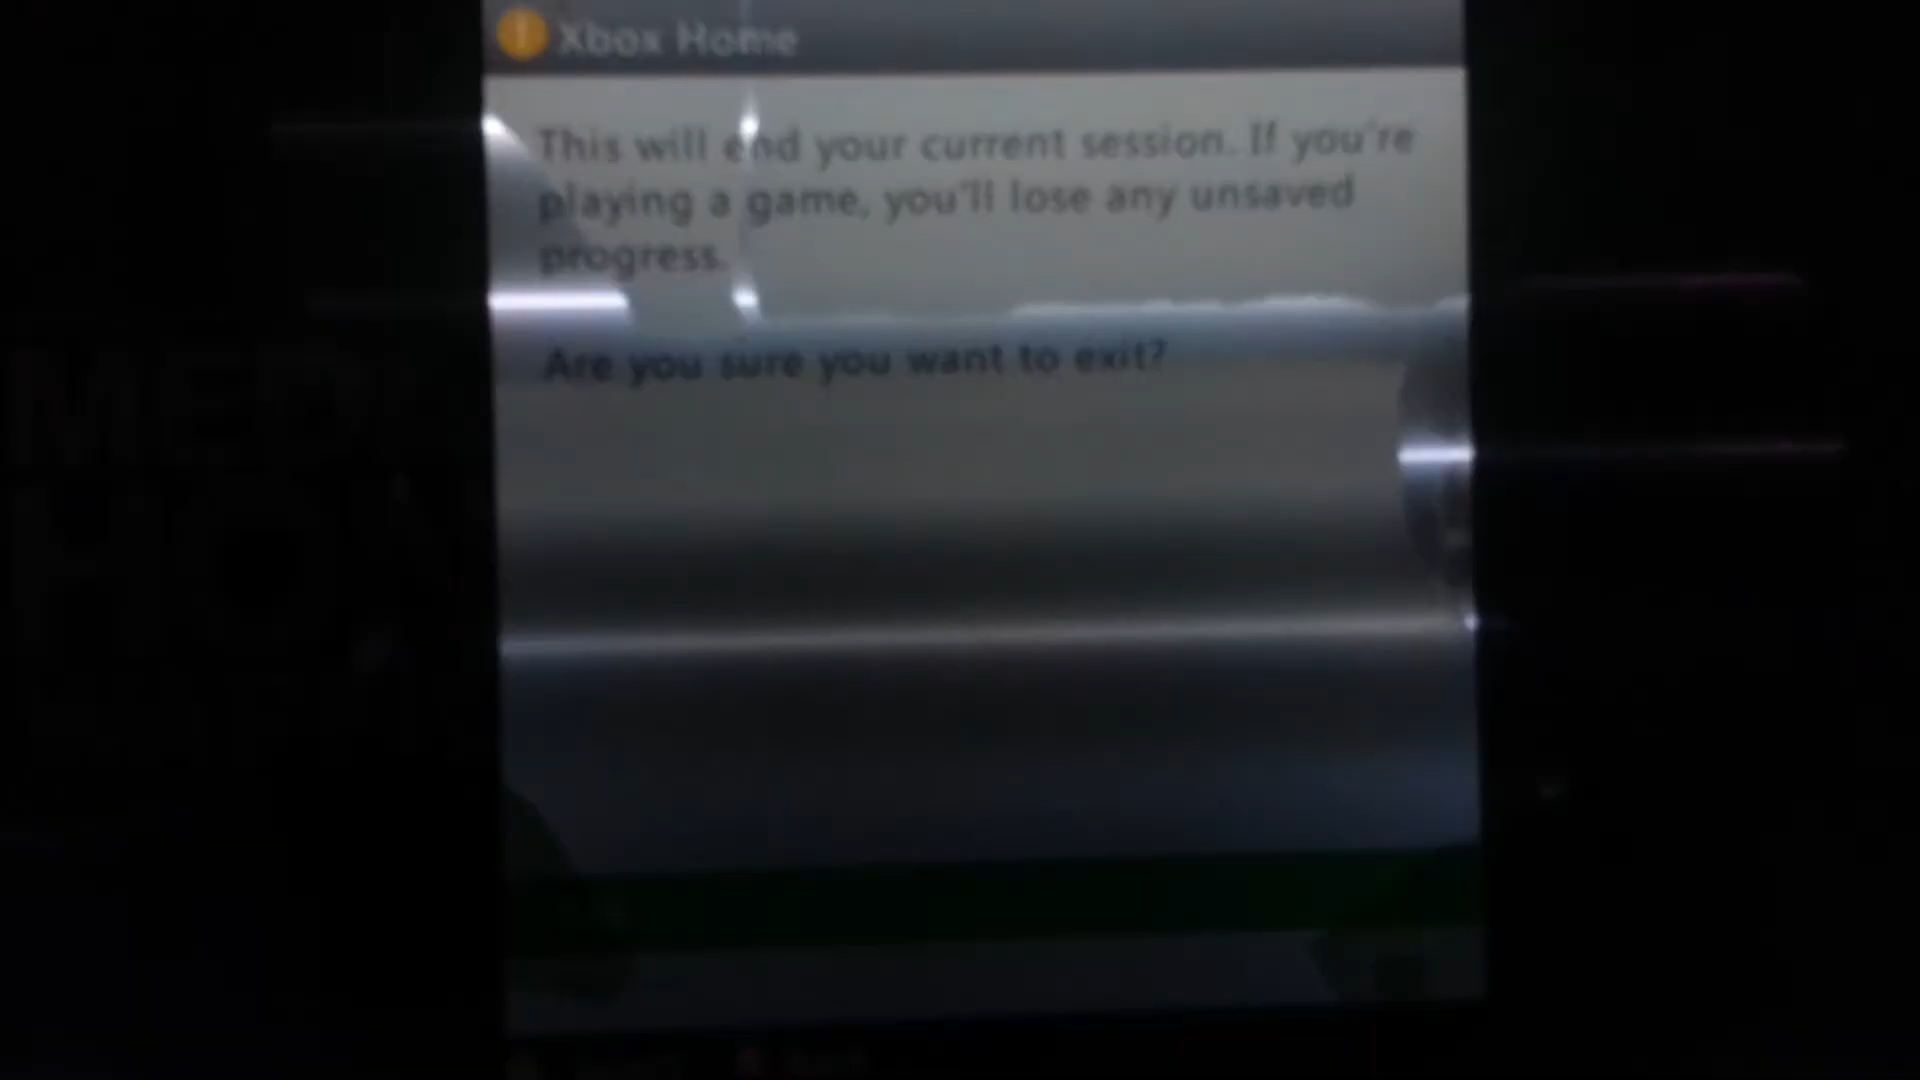 Xbox Home
This will end your current session. If you're
playing a game, you'll lose any unsaved
progress.
Are you sure you want to exit?